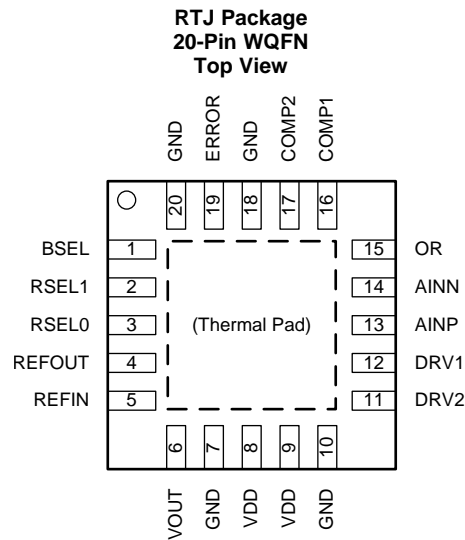 RTJ Package
20-Pin WQFN
Top View
GND
ERROR
GND
COMP2
COMP1
20
19
18
17
16
BSEL 1
RSEL1 2
RSEL0 3
REFOUT 4
REFIN 5
(Thermal Pad)
15 OR
14 AINN
13 AINP
12 DRV1
11 DRV2
6
7
8
9
10
VOUT
GND
VDD
VDD
GND